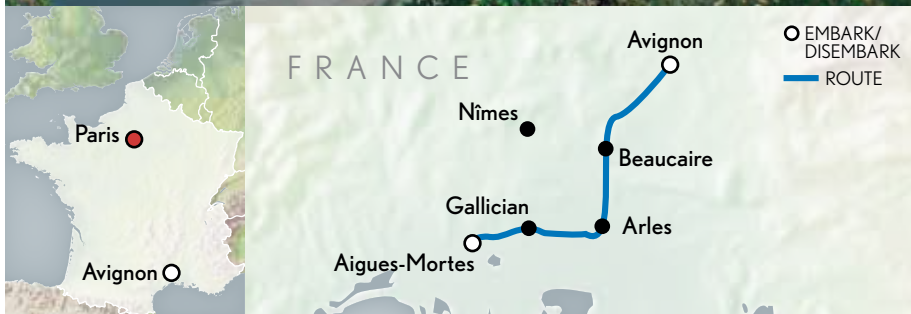 Paris
Avignon
FRANCE
Avignon
EMBARK/
DISEMBARK
ROUTE
Nîmes
Beaucaire
Gallician
Arles
Aigues-Mortes